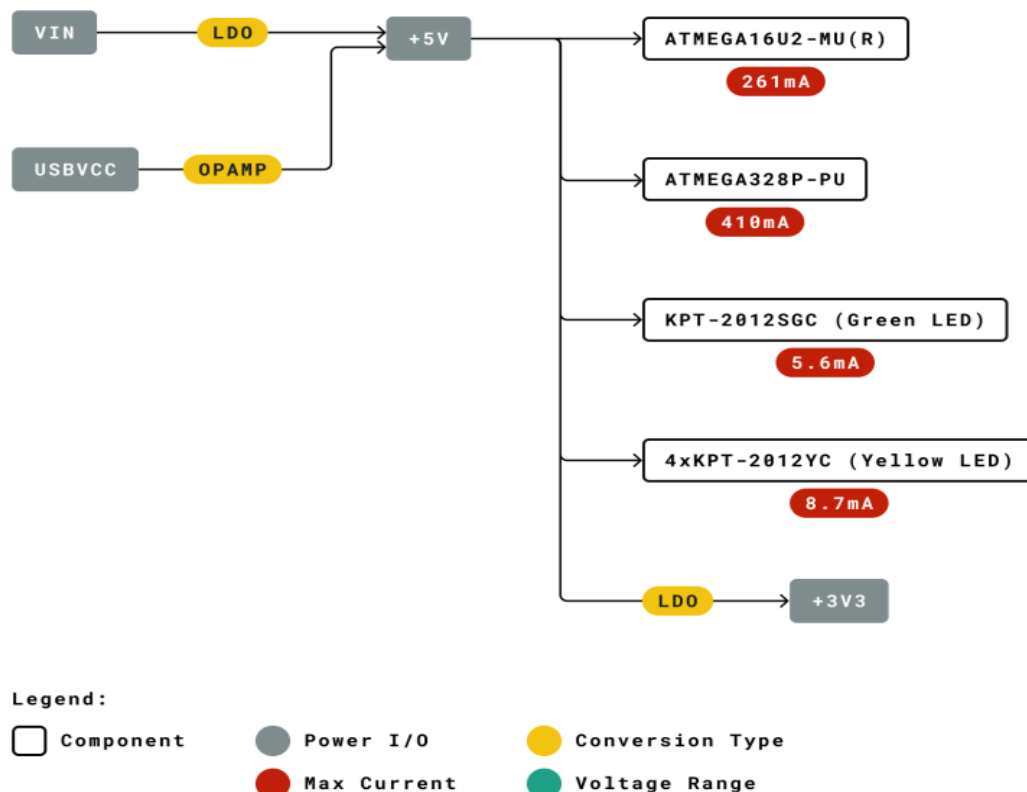 VIN
LDO
+5V
ATMEGA16U2-MU(R)
261mA
USBVCC
OPAMP
ATMEGA328P-PU
410mA
KPT-2012SGC (Green LED)
5.6mA
4xKPT-2012YC (Yellow LED)
8.7mA
LDO
+3V3
Legend:
Component
Power I/O
Conversion Type
Max Current
Voltage Range